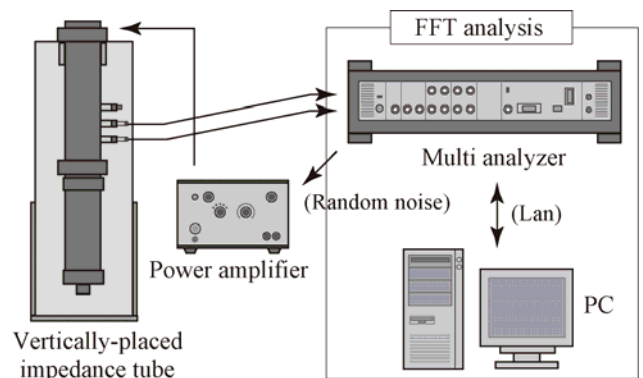 FFT analysis
Multi analyzer
(Random noise)
(Lan)
Power amplifier
PC
Vertically-placed
impedance tube